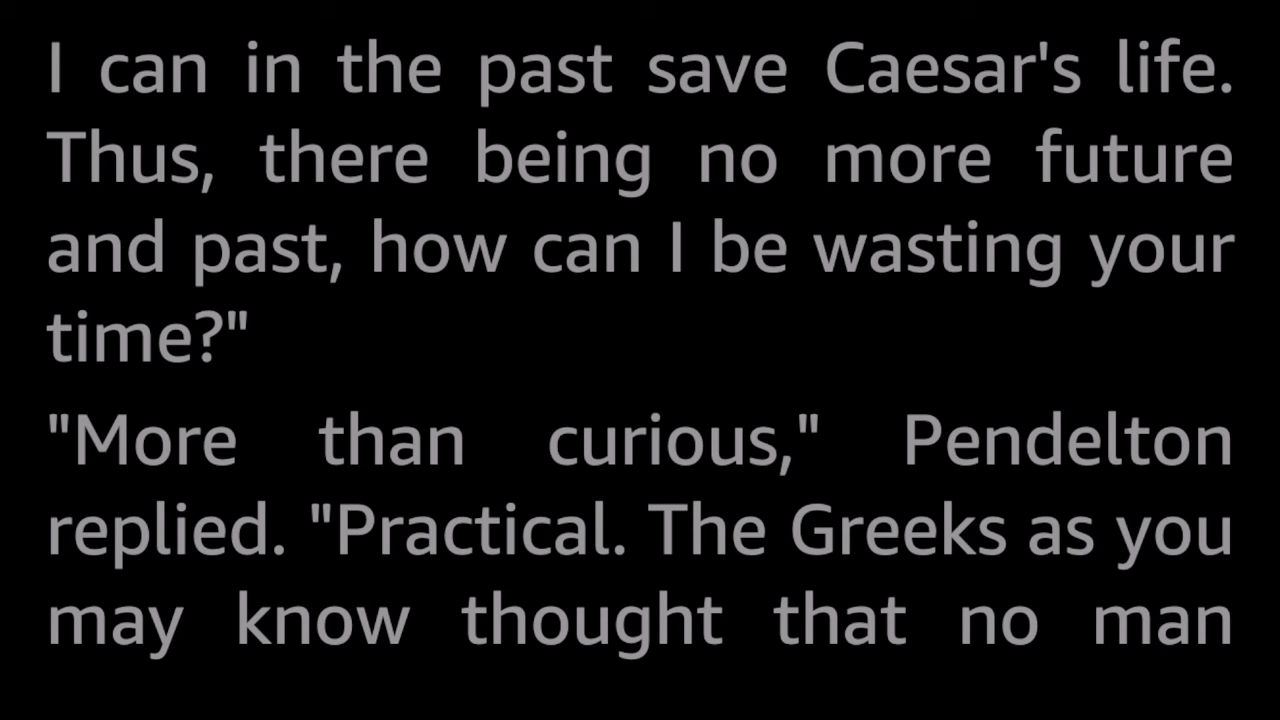 I can in the past save Caesar's life.
Thus, there being no more future
and past, how can I be wasting your
time?"
"More than curious," Pendelton
replied. "Practical. The Greeks as you
may know thought that no man